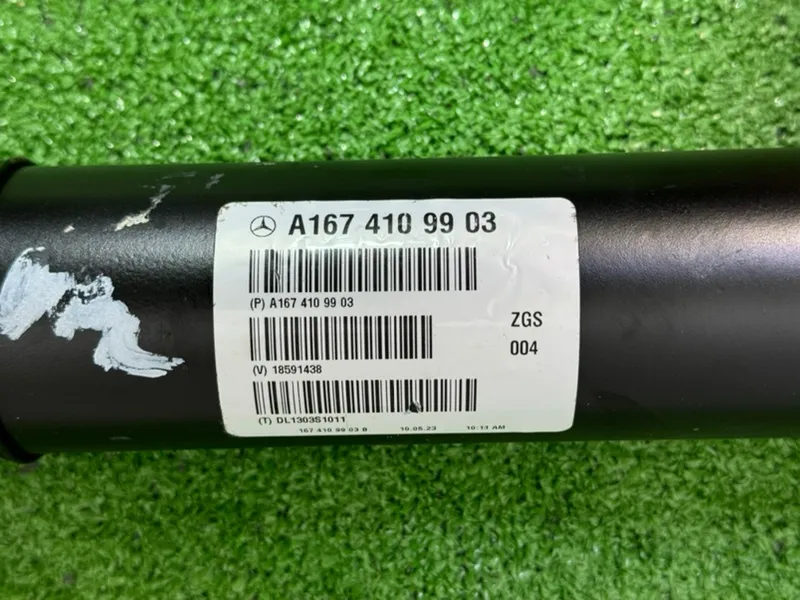 A167 410 99 03
(P) A167 410 99 03
ZGS
004
(V) 18591438
(T) DL1303S1011
167 410 99 03 B 10.05.23 10:11 AM